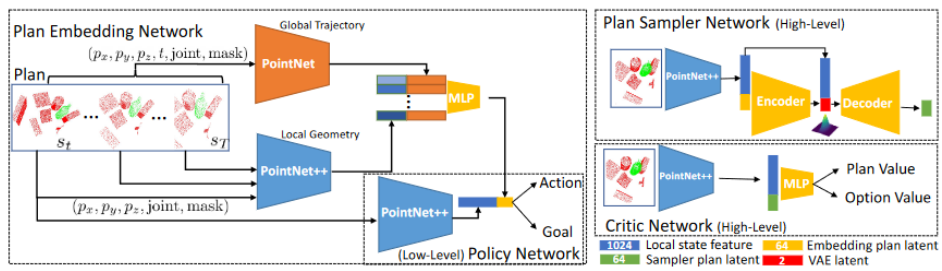 Plan Embedding Network
Global Trajectory
(p_x, p_y, p_z, t, joint, mask)
PointNet
Plan
s_t
s_T
MLP
Local Geometry
PointNet++
(p_x, p_y, p_z, joint, mask)
PointNet++
Action
Goal
(Low-Level) Policy Network
Plan Sampler Network (High-Level)
PointNet++
Encoder
Decoder
PointNet++
MLP
Plan Value
Option Value
Critic Network (High-Level)
1024 Local state feature
64 Embedding plan latent
64 Sampler plan latent
2 VAE latent